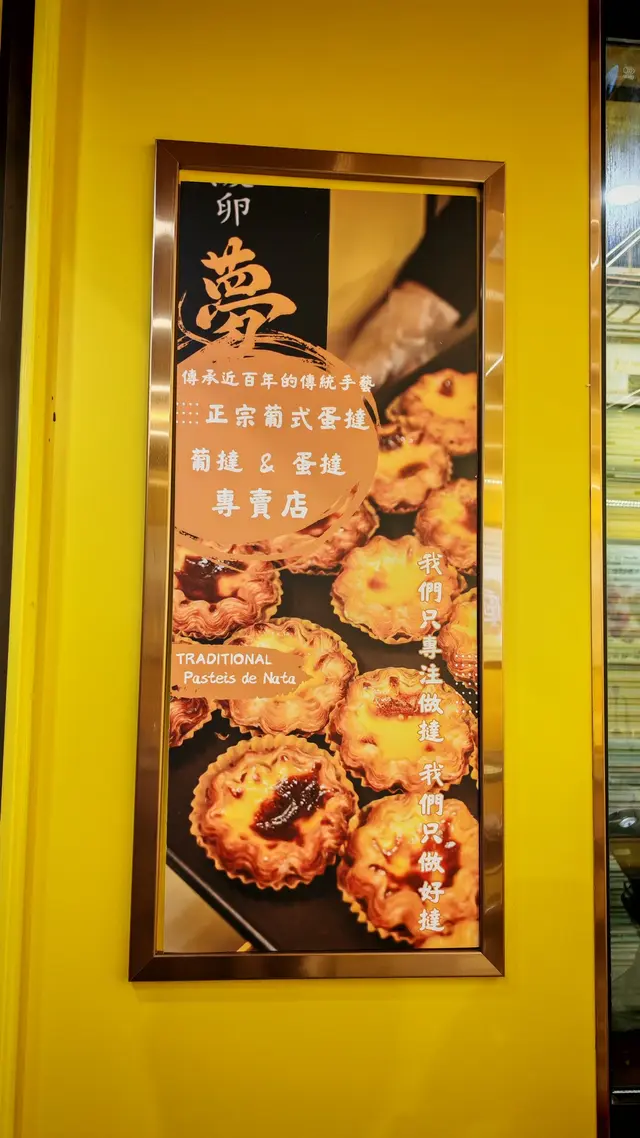 卵
夢
傳承近百年的傳統手藝
正宗葡式蛋撻
葡撻 & 蛋撻
專賣店
TRADITIONAL
Pasteis de Nata
我們只專注做撻 我們只做好撻